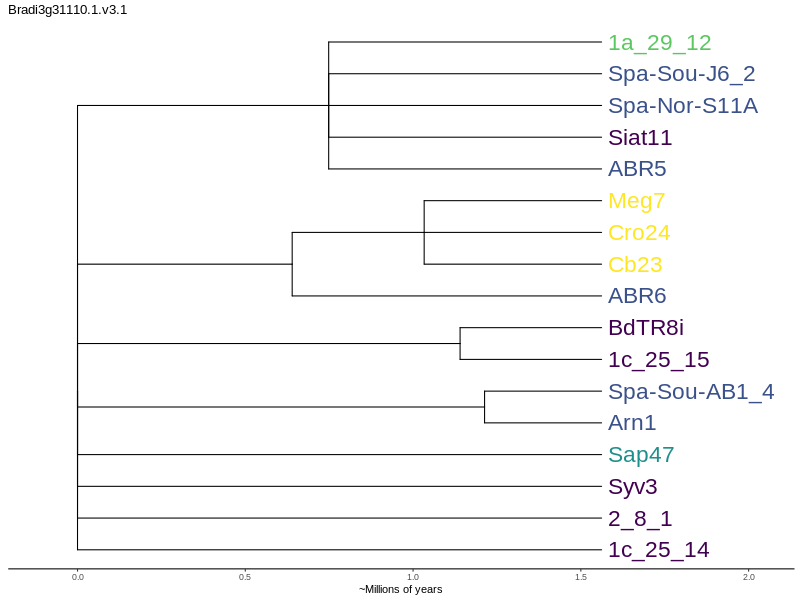 Bradi3g31110.1.v3.1
1a_29_12
Spa-Sou-J6_2
Spa-Nor-S11A
Siat11
ABR5
Meg7
Cro24
Cb23
ABR6
BdTR8i
1c_25_15
Spa-Sou-AB1_4
Arn1
Sap47
Syv3
2_8_1
1c_25_14
0.0 0.5 1.0 1.5 2.0
~Millions of years